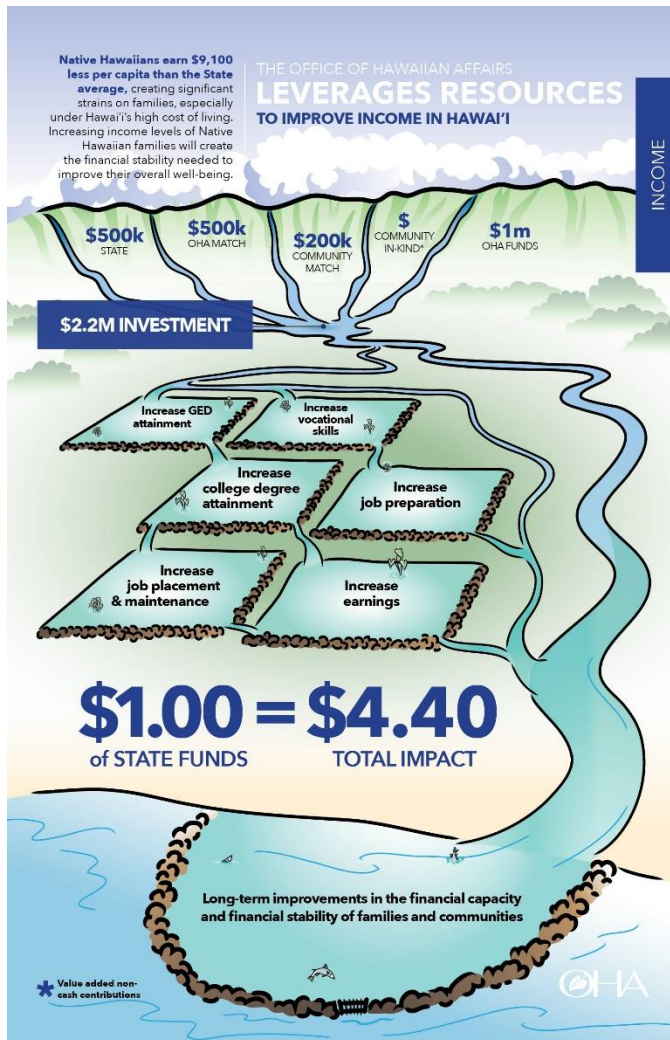 Native Hawaiians earn $9,100
less per capita than the State
average, creating significant
strains on families, especially
under Hawai‘i’s high cost of living.
Increasing income levels of Native
Hawaiian families will create
the financial stability needed to
improve their overall well-being.
THE OFFICE OF HAWAIIAN AFFAIRS
LEVERAGES RESOURCES
TO IMPROVE INCOME IN HAWAI‘I
INCOME
$500k
STATE
$500k
OHA MATCH
$200k
COMMUNITY
MATCH
$
COMMUNITY
IN-KIND*
$1m
OHA FUNDS
$2.2M INVESTMENT
Increase GED
attainment
Increase
vocational
skills
Increase
college degree
attainment
Increase
job preparation
Increase
job placement
& maintenance
Increase
earnings
$1.00 = $4.40
of STATE FUNDS TOTAL IMPACT
Long-term improvements in the financial capacity
and financial stability of families and communities
* Value added non-
cash contributions
OHA